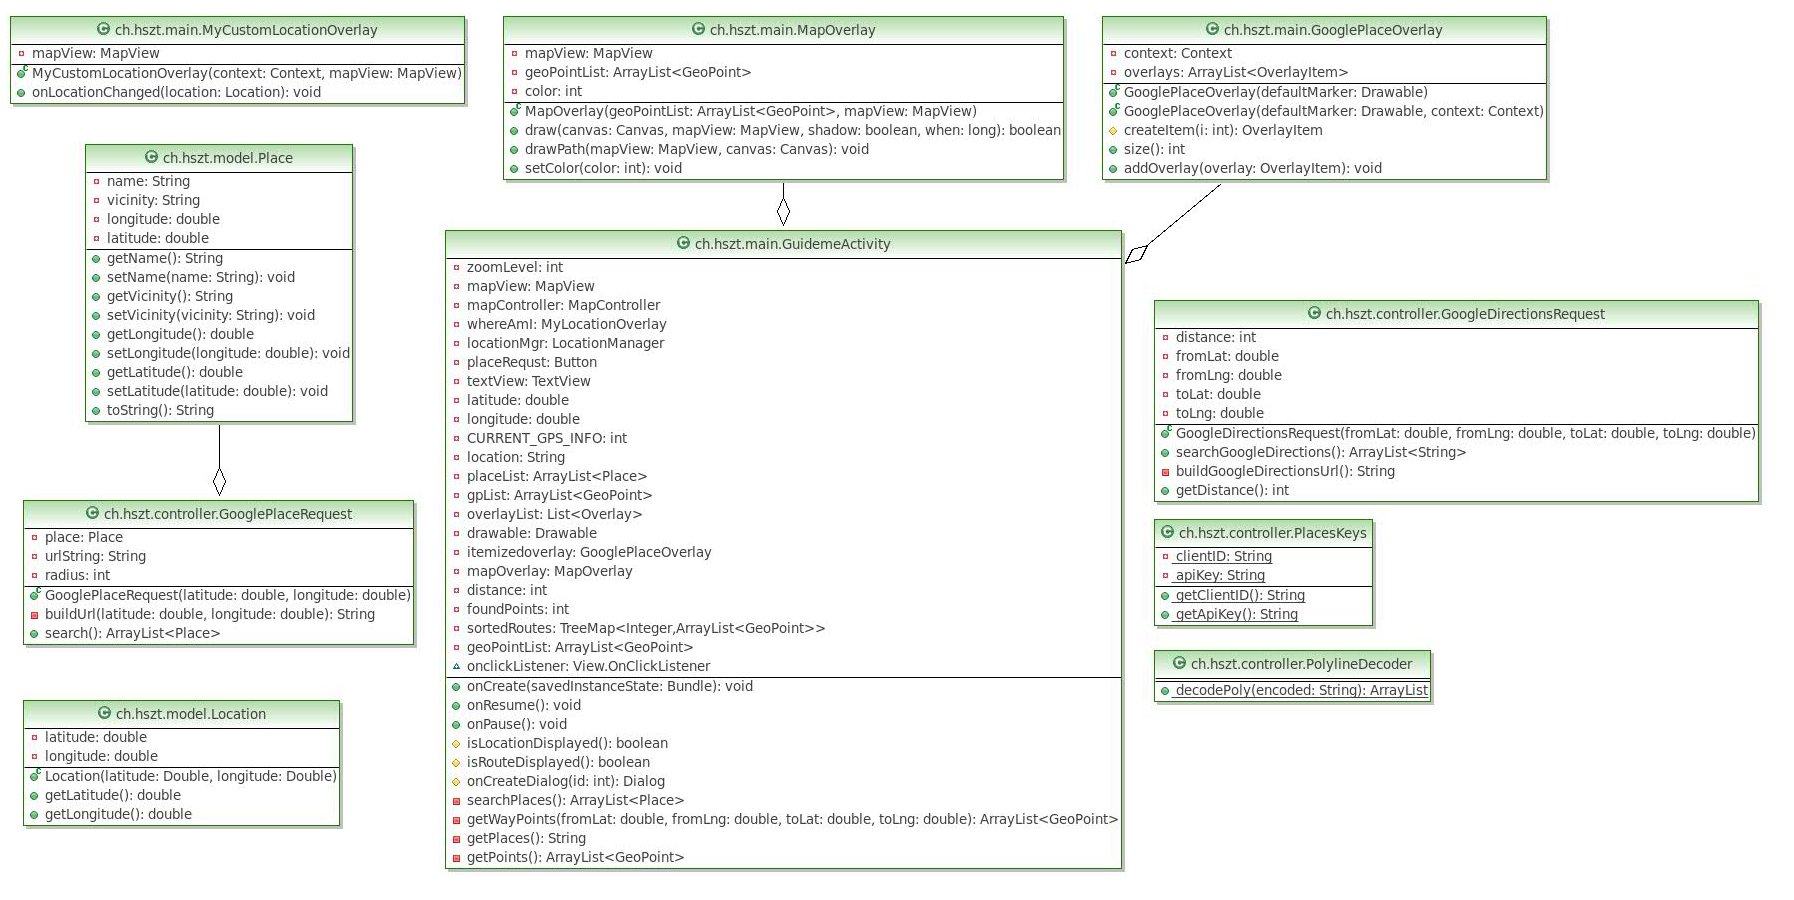 ch.hszt.main.MyCustomLocationOverlay
mapView: MapView
MyCustomLocationOverlay(context: Context, mapView: MapView)
onLocationChanged(location: Location): void
ch.hszt.main.MapOverlay
mapView: MapView
geoPointList: ArrayList<GeoPoint>
color: int
MapOverlay(geoPointList: ArrayList<GeoPoint>, mapView: MapView)
draw(canvas: Canvas, mapView: MapView, shadow: boolean, when: long): boolean
drawPath(mapView: MapView, canvas: Canvas): void
setColor(color: int): void
ch.hszt.main.GooglePlaceOverlay
context: Context
overlays: ArrayList<OverlayItem>
GooglePlaceOverlay(defaultMarker: Drawable)
GooglePlaceOverlay(defaultMarker: Drawable, context: Context)
createItem(i: int): OverlayItem
size(): int
addOverlay(overlay: OverlayItem): void
ch.hszt.model.Place
name: String
vicinity: String
longitude: double
latitude: double
getName(): String
setName(name: String): void
getVicinity(): String
setVicinity(vicinity: String): void
getLongitude(): double
setLongitude(longitude: double): void
getLatitude(): double
setLatitude(latitude: double): void
toString(): String
ch.hszt.controller.GooglePlaceRequest
place: Place
urlString: String
radius: int
GooglePlaceRequest(latitude: double, longitude: double)
buildUrl(latitude: double, longitude: double): String
search(): ArrayList<Place>
ch.hszt.model.Location
latitude: double
longitude: double
Location(latitude: Double, longitude: Double)
getLatitude(): double
getLongitude(): double
ch.hszt.main.GuidemeActivity
zoomLevel: int
mapView: MapView
mapController: MapController
whereAmI: MyLocationOverlay
locationMgr: LocationManager
placeRequst: Button
textView: TextView
latitude: double
longitude: double
CURRENT_GPS_INFO: int
location: String
placeList: ArrayList<Place>
gpList: ArrayList<GeoPoint>
overlayList: List<Overlay>
drawable: Drawable
itemizedoverlay: GooglePlaceOverlay
mapOverlay: MapOverlay
distance: int
foundPoints: int
sortedRoutes: TreeMap<Integer,ArrayList<GeoPoint>>
geoPointList: ArrayList<GeoPoint>
onclickListener: View.OnClickListener
onCreate(savedInstanceState: Bundle): void
onResume(): void
onPause(): void
isLocationDisplayed(): boolean
isRouteDisplayed(): boolean
onCreateDialog(id: int): Dialog
searchPlaces(): ArrayList<Place>
getWayPoints(fromLat: double, fromLng: double, toLat: double, toLng: double): ArrayList<GeoPoint>
getPlaces(): String
getPoints(): ArrayList<GeoPoint>
ch.hszt.controller.GoogleDirectionsRequest
distance: int
fromLat: double
fromLng: double
toLat: double
toLng: double
GoogleDirectionsRequest(fromLat: double, fromLng: double, toLat: double, toLng: double)
searchGoogleDirections(): ArrayList<String>
buildGoogleDirectionsUrl(): String
getDistance(): int
ch.hszt.controller.PlacesKeys
clientID: String
apiKey: String
getClientID(): String
getApiKey(): String
ch.hszt.controller.PolylineDecoder
decodePoly(encoded: String): ArrayList